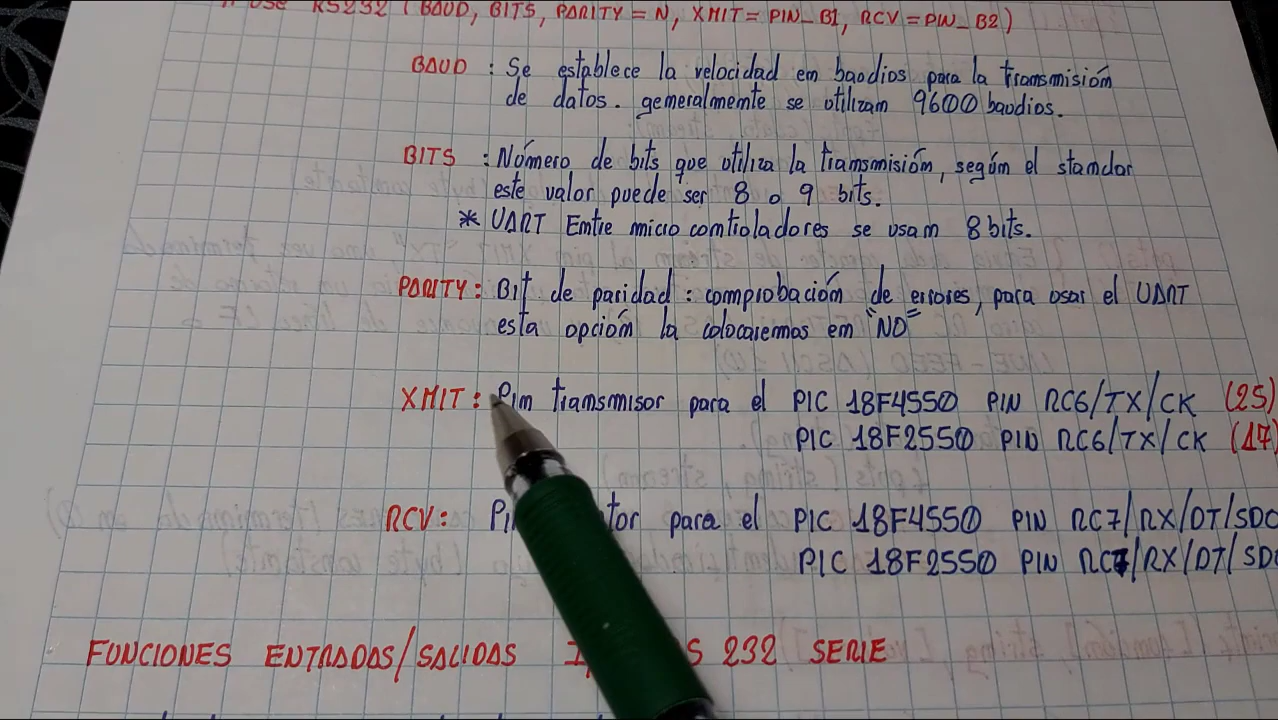 USE RS232 (BAUD, BITS, PARITY = N, XMIT = PIN_B1, RCV = PIN_B2)
BAUD : Se establece la velocidad en baudios para la transmisión
de datos. generalmente se utilizan 9600 baudios.
BITS : Número de bits que utiliza la transmisión, según el standar
este valor puede ser 8 o 9 bits.
* UART Entre micro controladores se usan 8 bits.
PARITY : Bit de paridad : comprobación de errores, para usar el UART
esta opción la colocaremos en "NO"
XMIT : Pin transmisor para el PIC 18F4550 PIN RC6/TX/CK (25)
PIC 18F2550 PIN RC6/TX/CK (17)
RCV : para el PIC 18F4550 PIN RC7/RX/DT/SDO
PIC 18F2550 PIN RC7/RX/DT/SDO
FUNCIONES ENTRADAS/SALIDAS 232 SERIE